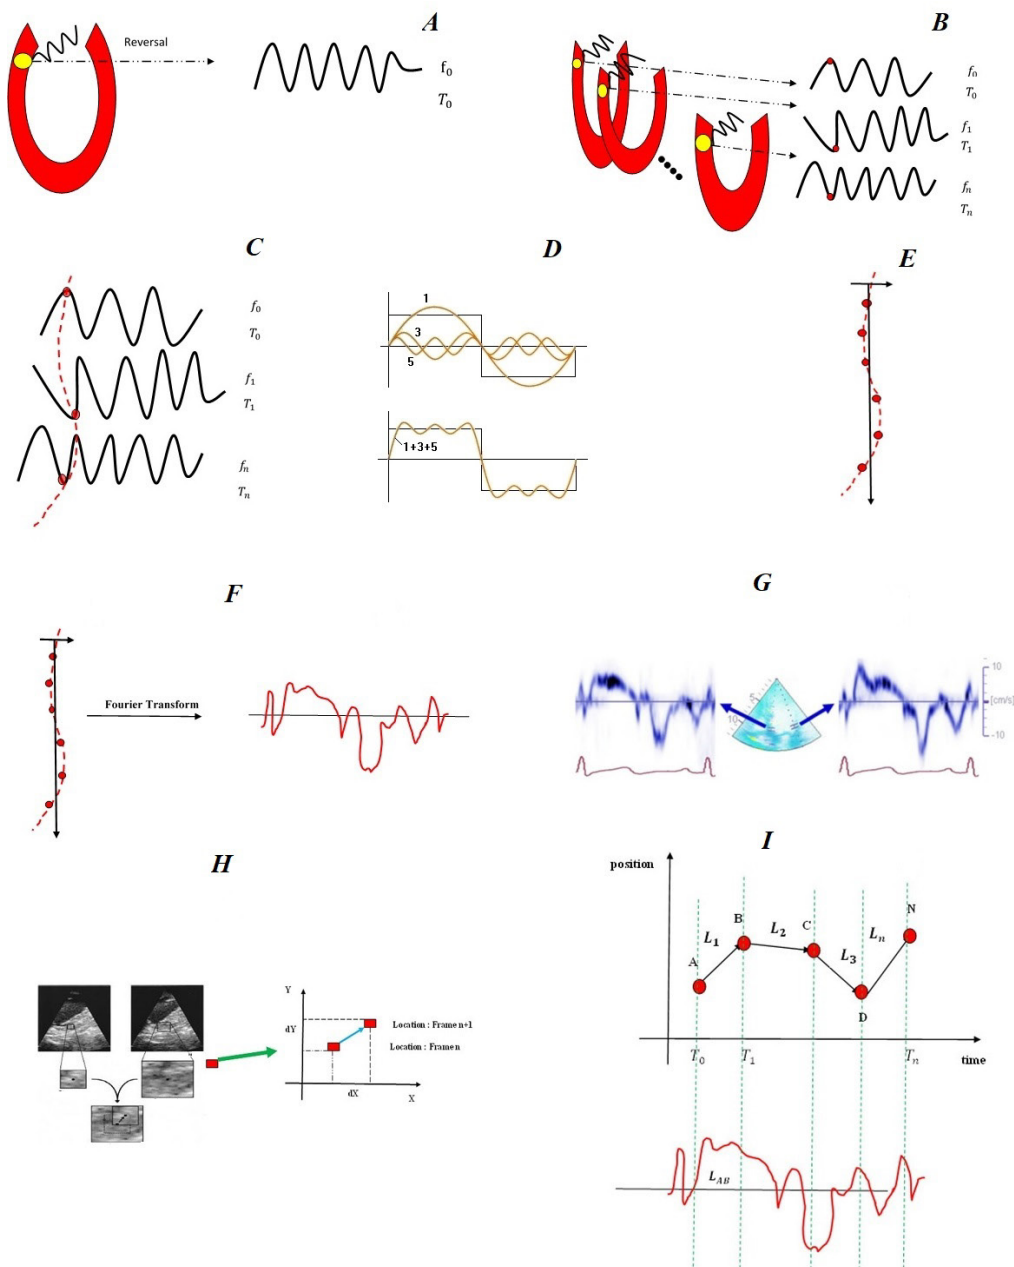 A
Reversal
f₀
T₀
B
f₀
T₀
f₁
T₁
fₙ
Tₙ
C
f₀
T₀
f₁
T₁
fₙ
Tₙ
D
1
3
5
1+3+5
E
F
Fourier Transform
G
10
[cm/s]
-10
H
Y
dY
Location : Frame n+1
Location : Frame n
dX
X
I
position
N
B
C
L₁
L₂
Lₙ
L₃
A
D
T₀
T₁
Tₙ
time
L_AB